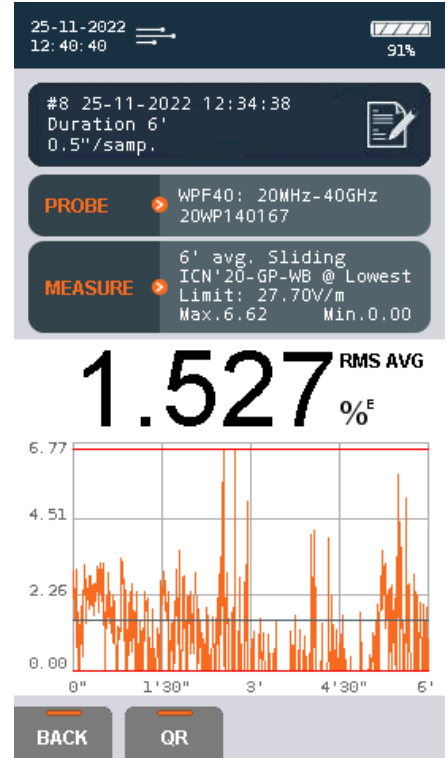 25-11-2022
12:40:40
91%
#8 25-11-2022 12:34:38
Duration 6'
0.5"/samp.
PROBE
WPF40: 20MHz-40GHz
20WP140167
MEASURE
6' avg. Sliding
ICN'20-GP-WB @ Lowest
Limit: 27.70V/m
Max.6.62 Min.0.00
1.527 RMS AVG
%E
6.77
4.51
2.26
0.00
0" 1'30" 3' 4'30" 6'
BACK QR